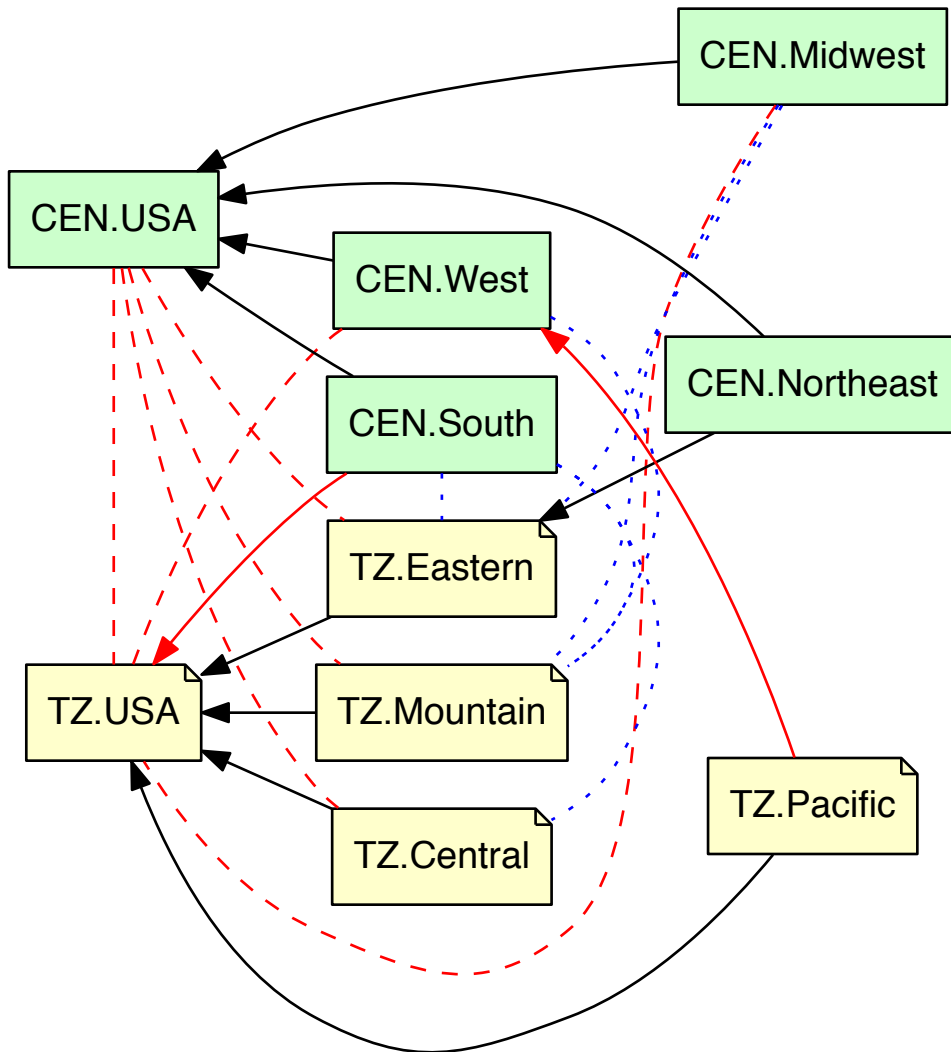 CEN.Midwest
CEN.USA
CEN.West
CEN.Northeast
CEN.South
TZ.Eastern
TZ.USA
TZ.Mountain
TZ.Pacific
TZ.Central